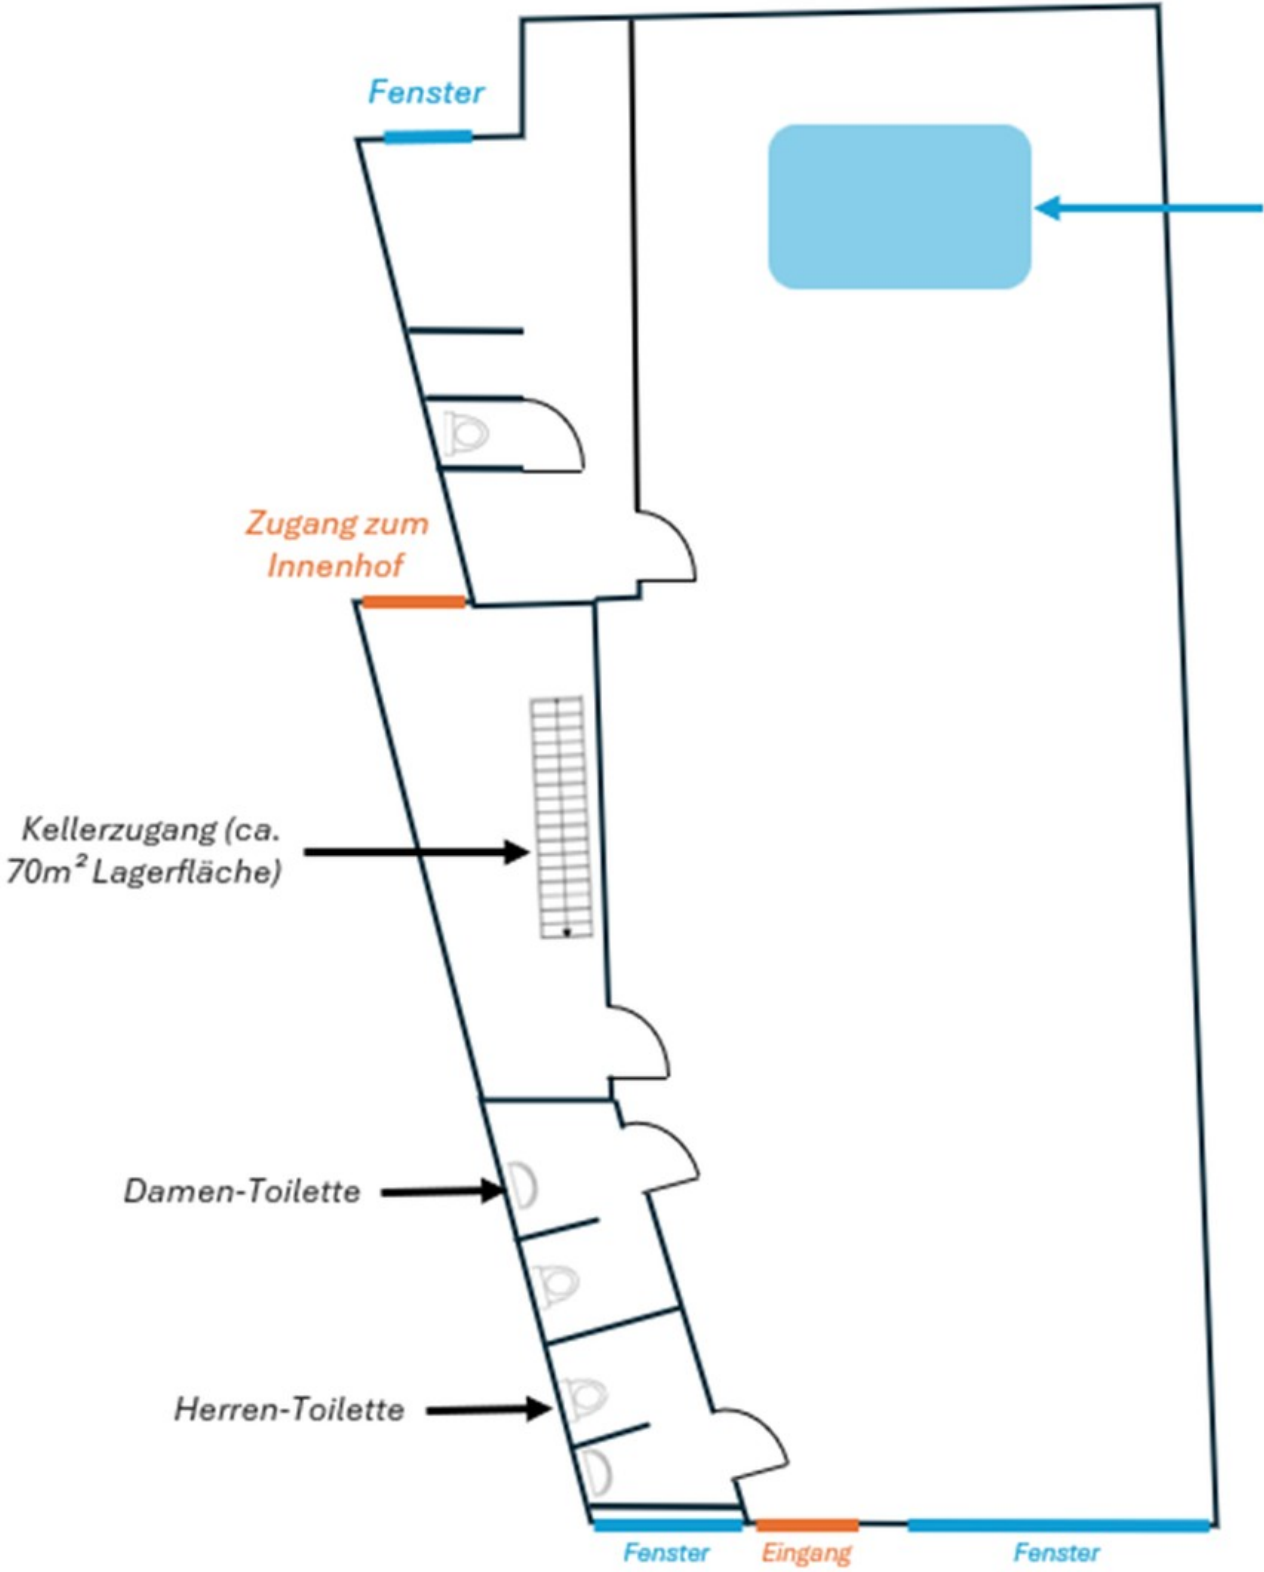 Fenster
Zugang zum
Innenhof
Kellerzugang (ca.
70m² Lagerfläche)
Damen-Toilette
Herren-Toilette
Fenster
Eingang
Fenster